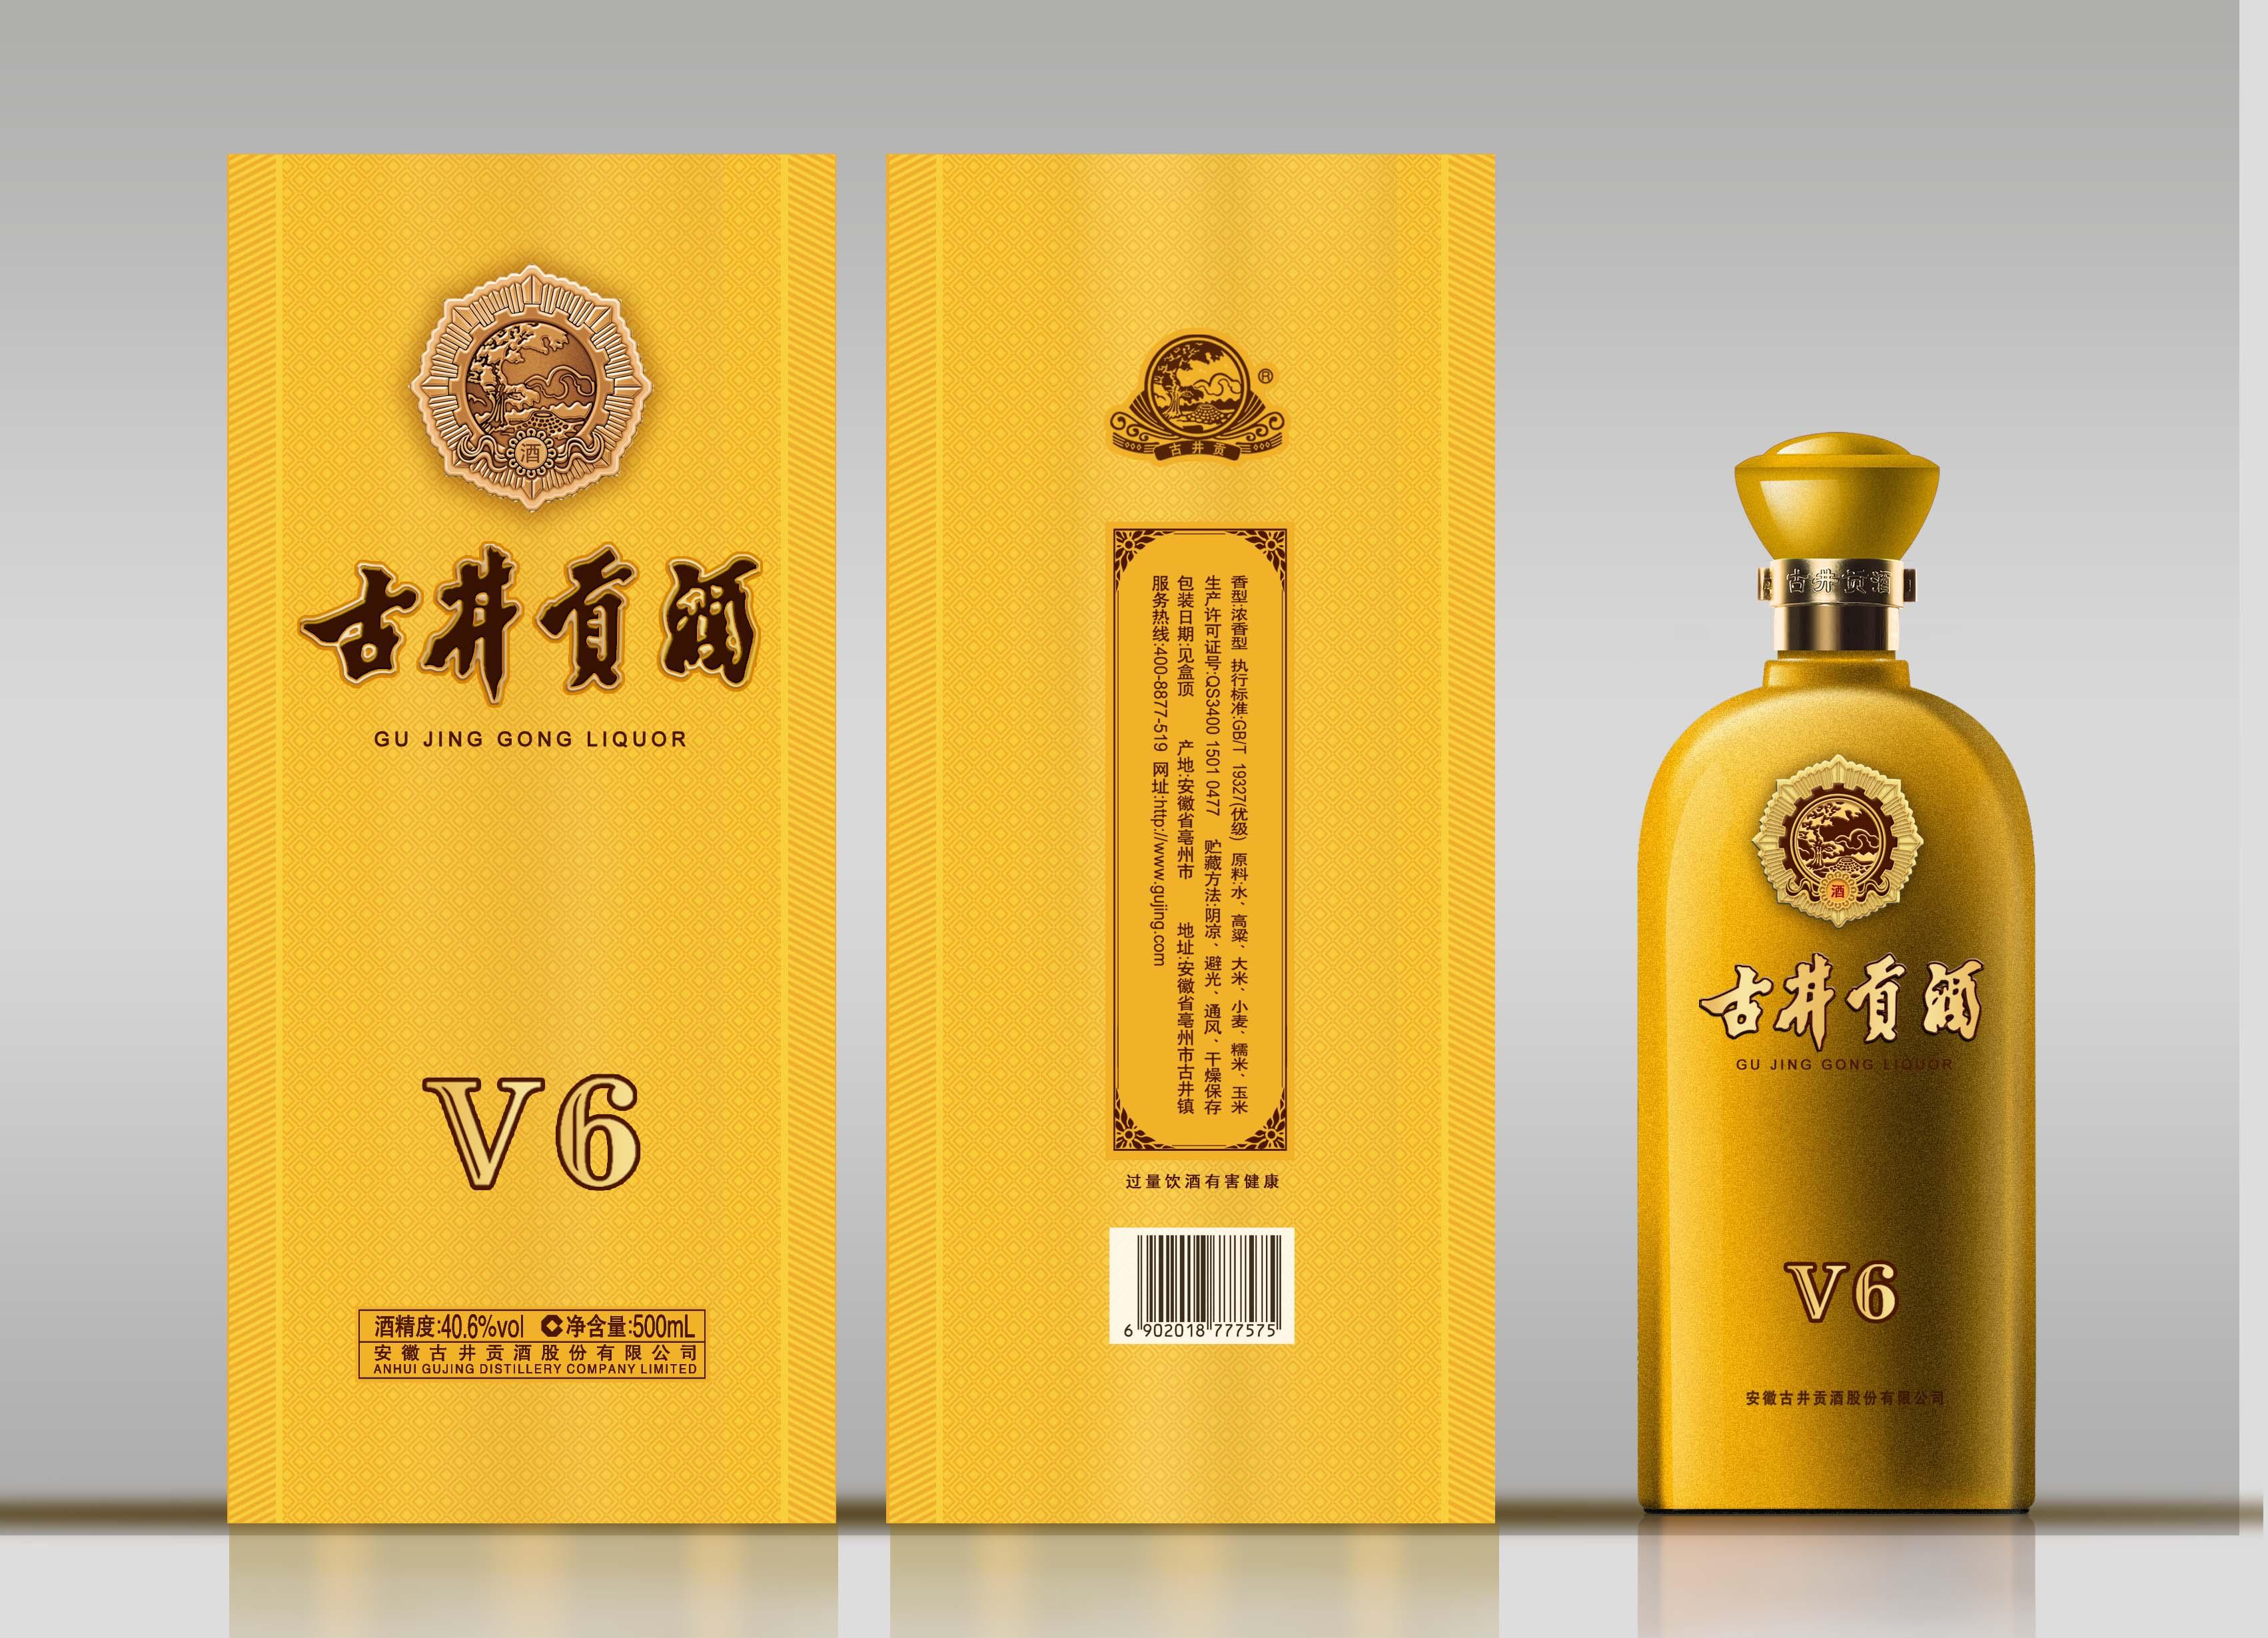 酒
古井贡酒
GU JING GONG LIQUOR
V6
酒精度:40.6%vol 净含量:500mL
安徽古井贡酒股份有限公司
ANHUI GUJING DISTILLERY COMPANY LIMITED
®
古井贡
香型:浓香型 执行标准:GB/T 19327(优级) 原料:水、高粱、大米、小麦、糯米、玉米
生产许可证号:QS3400 1501 0477 贮藏方法:阴凉、避光、通风、干燥保存
包装日期:见盒顶 产地:安徽省亳州市 地址:安徽省亳州市古井镇
服务热线:400-8877-519 网址:http://www.gujing.com
过量饮酒有害健康
6 902018 777575
古井贡酒
酒
古井贡酒
GU JING GONG LIQUOR
V6
安徽古井贡酒股份有限公司